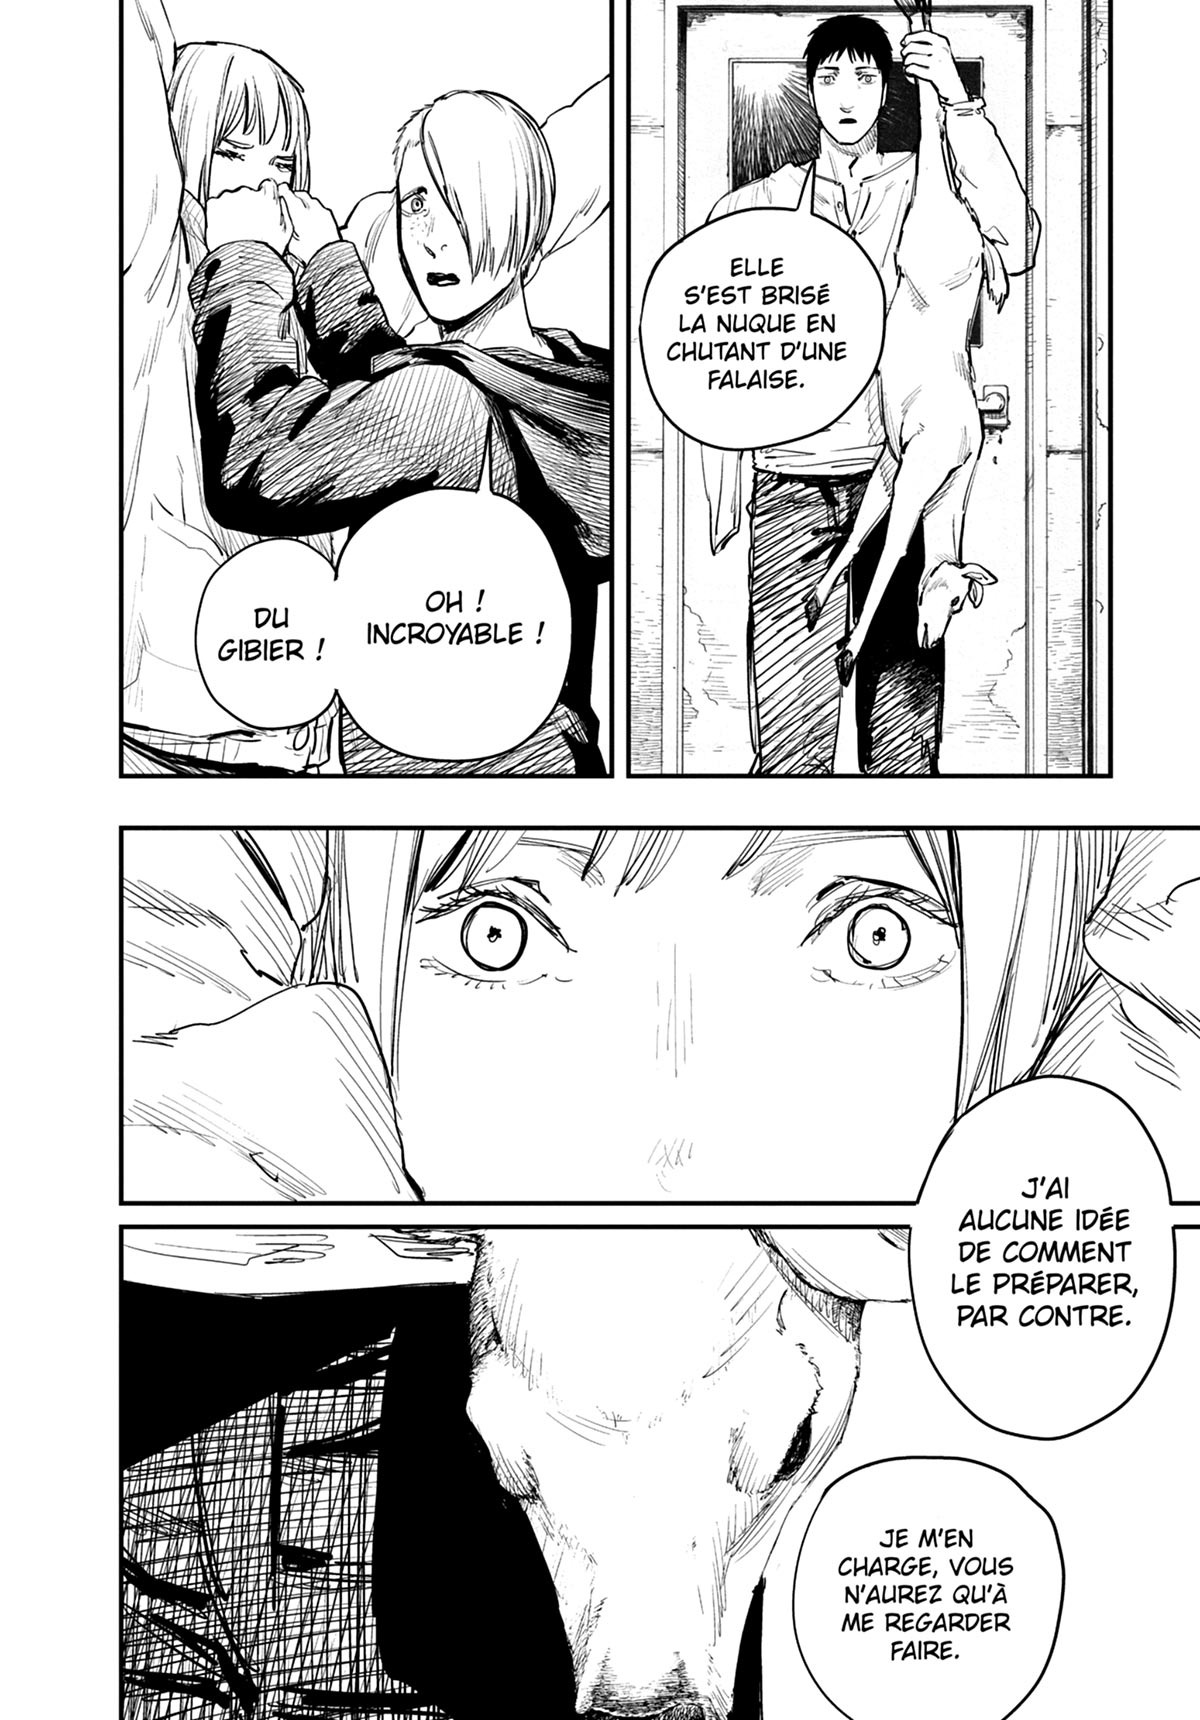 ELLE
S'EST BRISÉ
LA NUQUE EN
CHUTANT D'UNE
FALAISE.
OH !
INCROYABLE !
DU
GIBIER !
J'AI
AUCUNE IDÉE
DE COMMENT
LE PRÉPARER,
PAR CONTRE.
JE M'EN
CHARGE, VOUS
N'AUREZ QU'À
ME REGARDER
FAIRE.